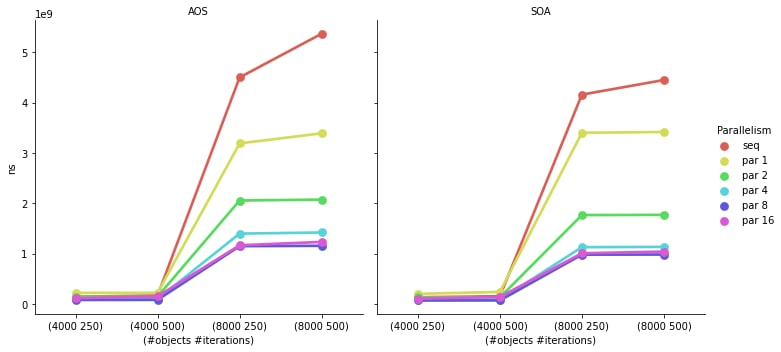 AOS
SOA
1e9
5
4
3
2
1
0
ns
(4000 250) (4000 500) (8000 250) (8000 500)
(#objects #iterations)
(4000 250) (4000 500) (8000 250) (8000 500)
(#objects #iterations)
Parallelism
seq
par 1
par 2
par 4
par 8
par 16